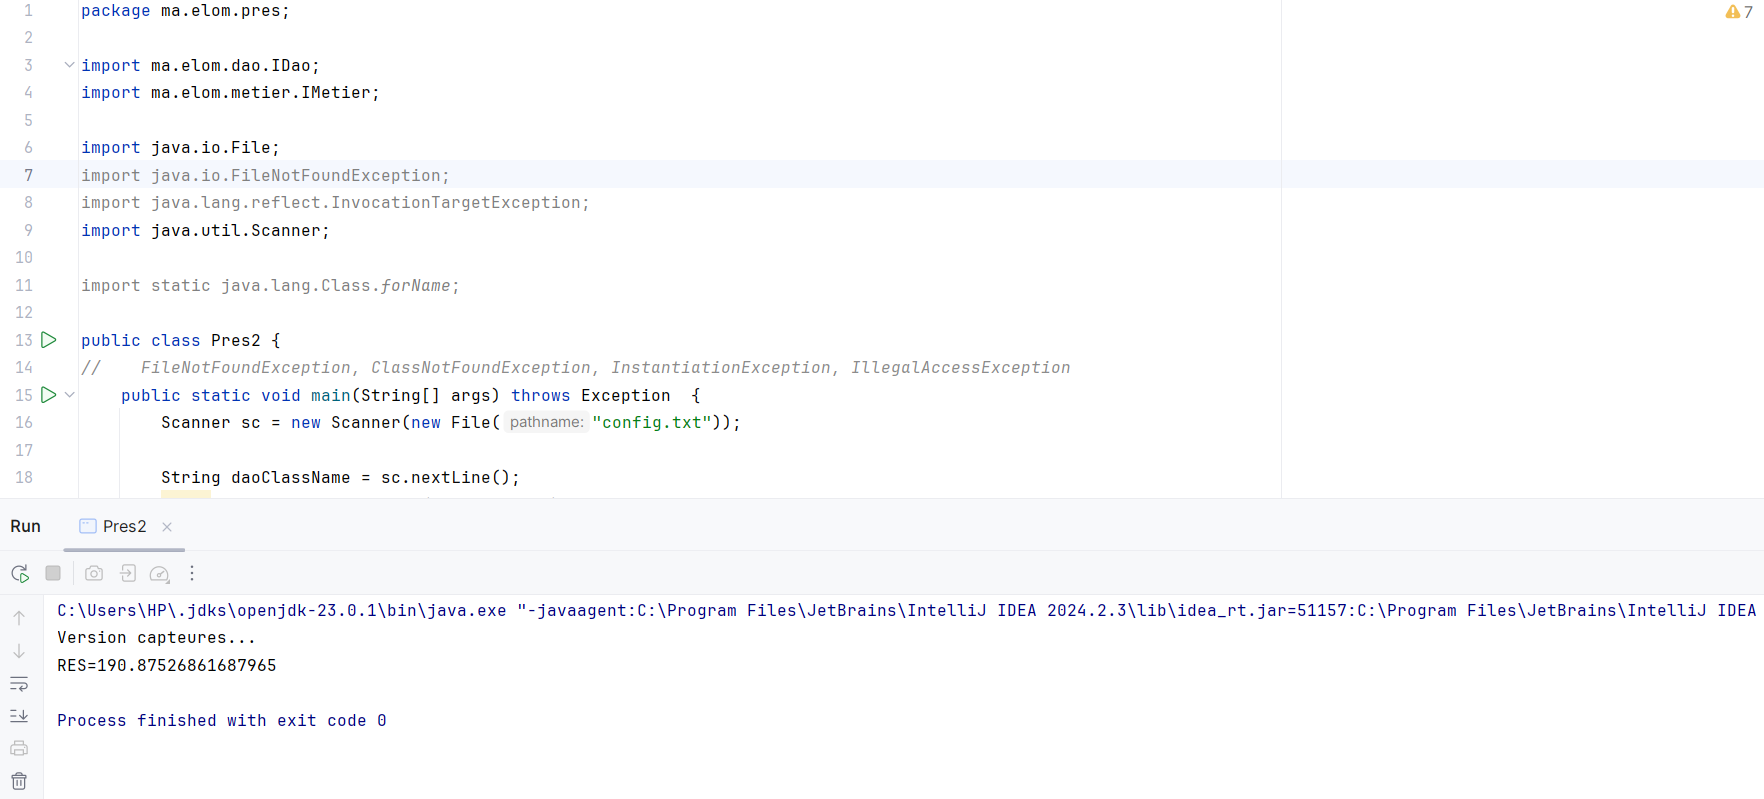 1 package ma.elom.pres;
2
3 import ma.elom.dao.IDao;
4 import ma.elom.metier.IMetier;
5
6 import java.io.File;
7 import java.io.FileNotFoundException;
8 import java.lang.reflect.InvocationTargetException;
9 import java.util.Scanner;
10
11 import static java.lang.Class.forName;
12
13 public class Pres2 {
14 //    FileNotFoundException, ClassNotFoundException, InstantiationException, IllegalAccessException
15     public static void main(String[] args) throws Exception  {
16         Scanner sc = new Scanner(new File( pathname: "config.txt"));
17
18         String daoClassName = sc.nextLine();
7
Run Pres2
C:\Users\HP\.jdks\openjdk-23.0.1\bin\java.exe "-javaagent:C:\Program Files\JetBrains\IntelliJ IDEA 2024.2.3\lib\idea_rt.jar=51157:C:\Program Files\JetBrains\IntelliJ IDEA
Version capteures...
RES=190.87526861687965
Process finished with exit code 0